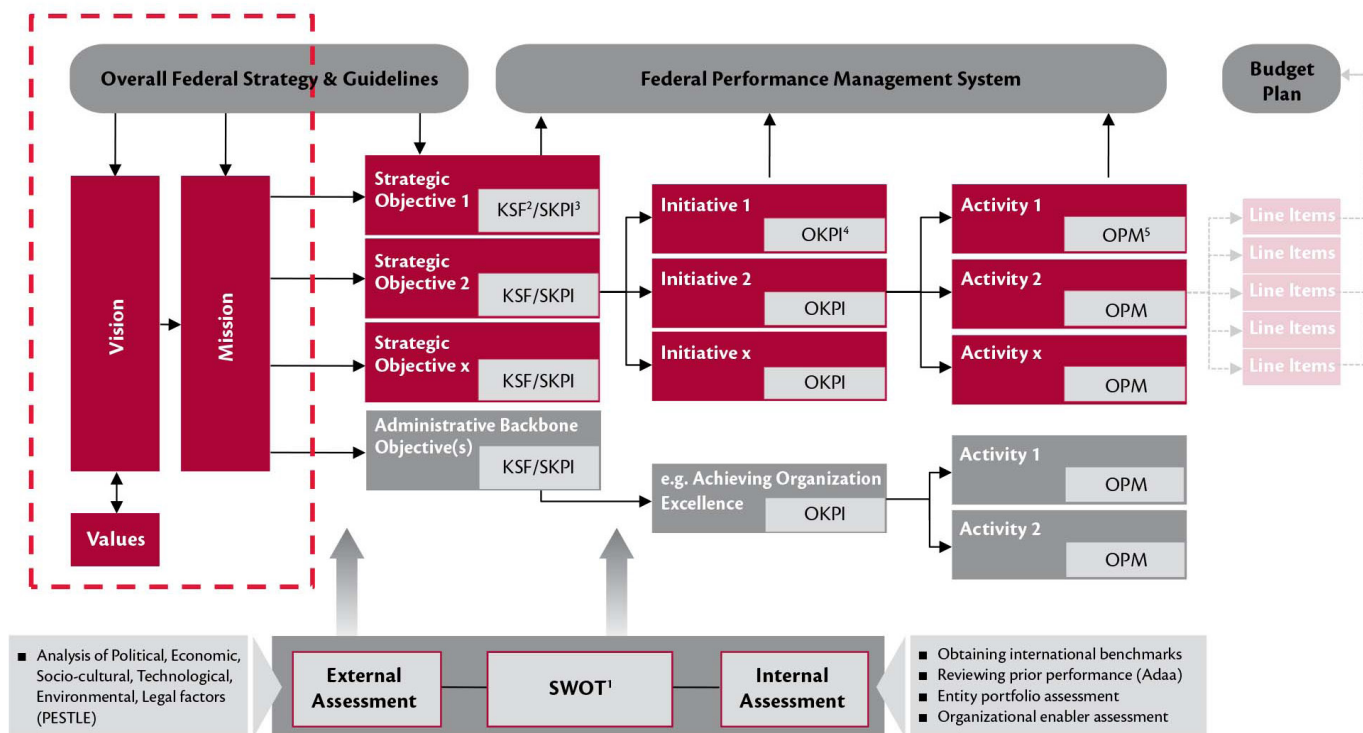 Overall Federal Strategy & Guidelines
Federal Performance Management System
Budget
Plan
Vision
Mission
Values
Strategic
Objective 1
KSF²/SKPI³
Strategic
Objective 2
KSF/SKPI
Strategic
Objective x
KSF/SKPI
Administrative Backbone
Objective(s)
KSF/SKPI
Initiative 1
OKPI⁴
Initiative 2
OKPI
Initiative x
OKPI
e.g. Achieving Organization
Excellence
OKPI
Activity 1
OPM⁵
Activity 2
OPM
Activity x
OPM
Activity 1
OPM
Activity 2
OPM
Line Items
Line Items
Line Items
Line Items
Line Items
■ Analysis of Political, Economic,
Socio-cultural, Technological,
Environmental, Legal factors
(PESTLE)
External
Assessment
SWOT¹
Internal
Assessment
■ Obtaining international benchmarks
■ Reviewing prior performance (Adaa)
■ Entity portfolio assessment
■ Organizational enabler assessment